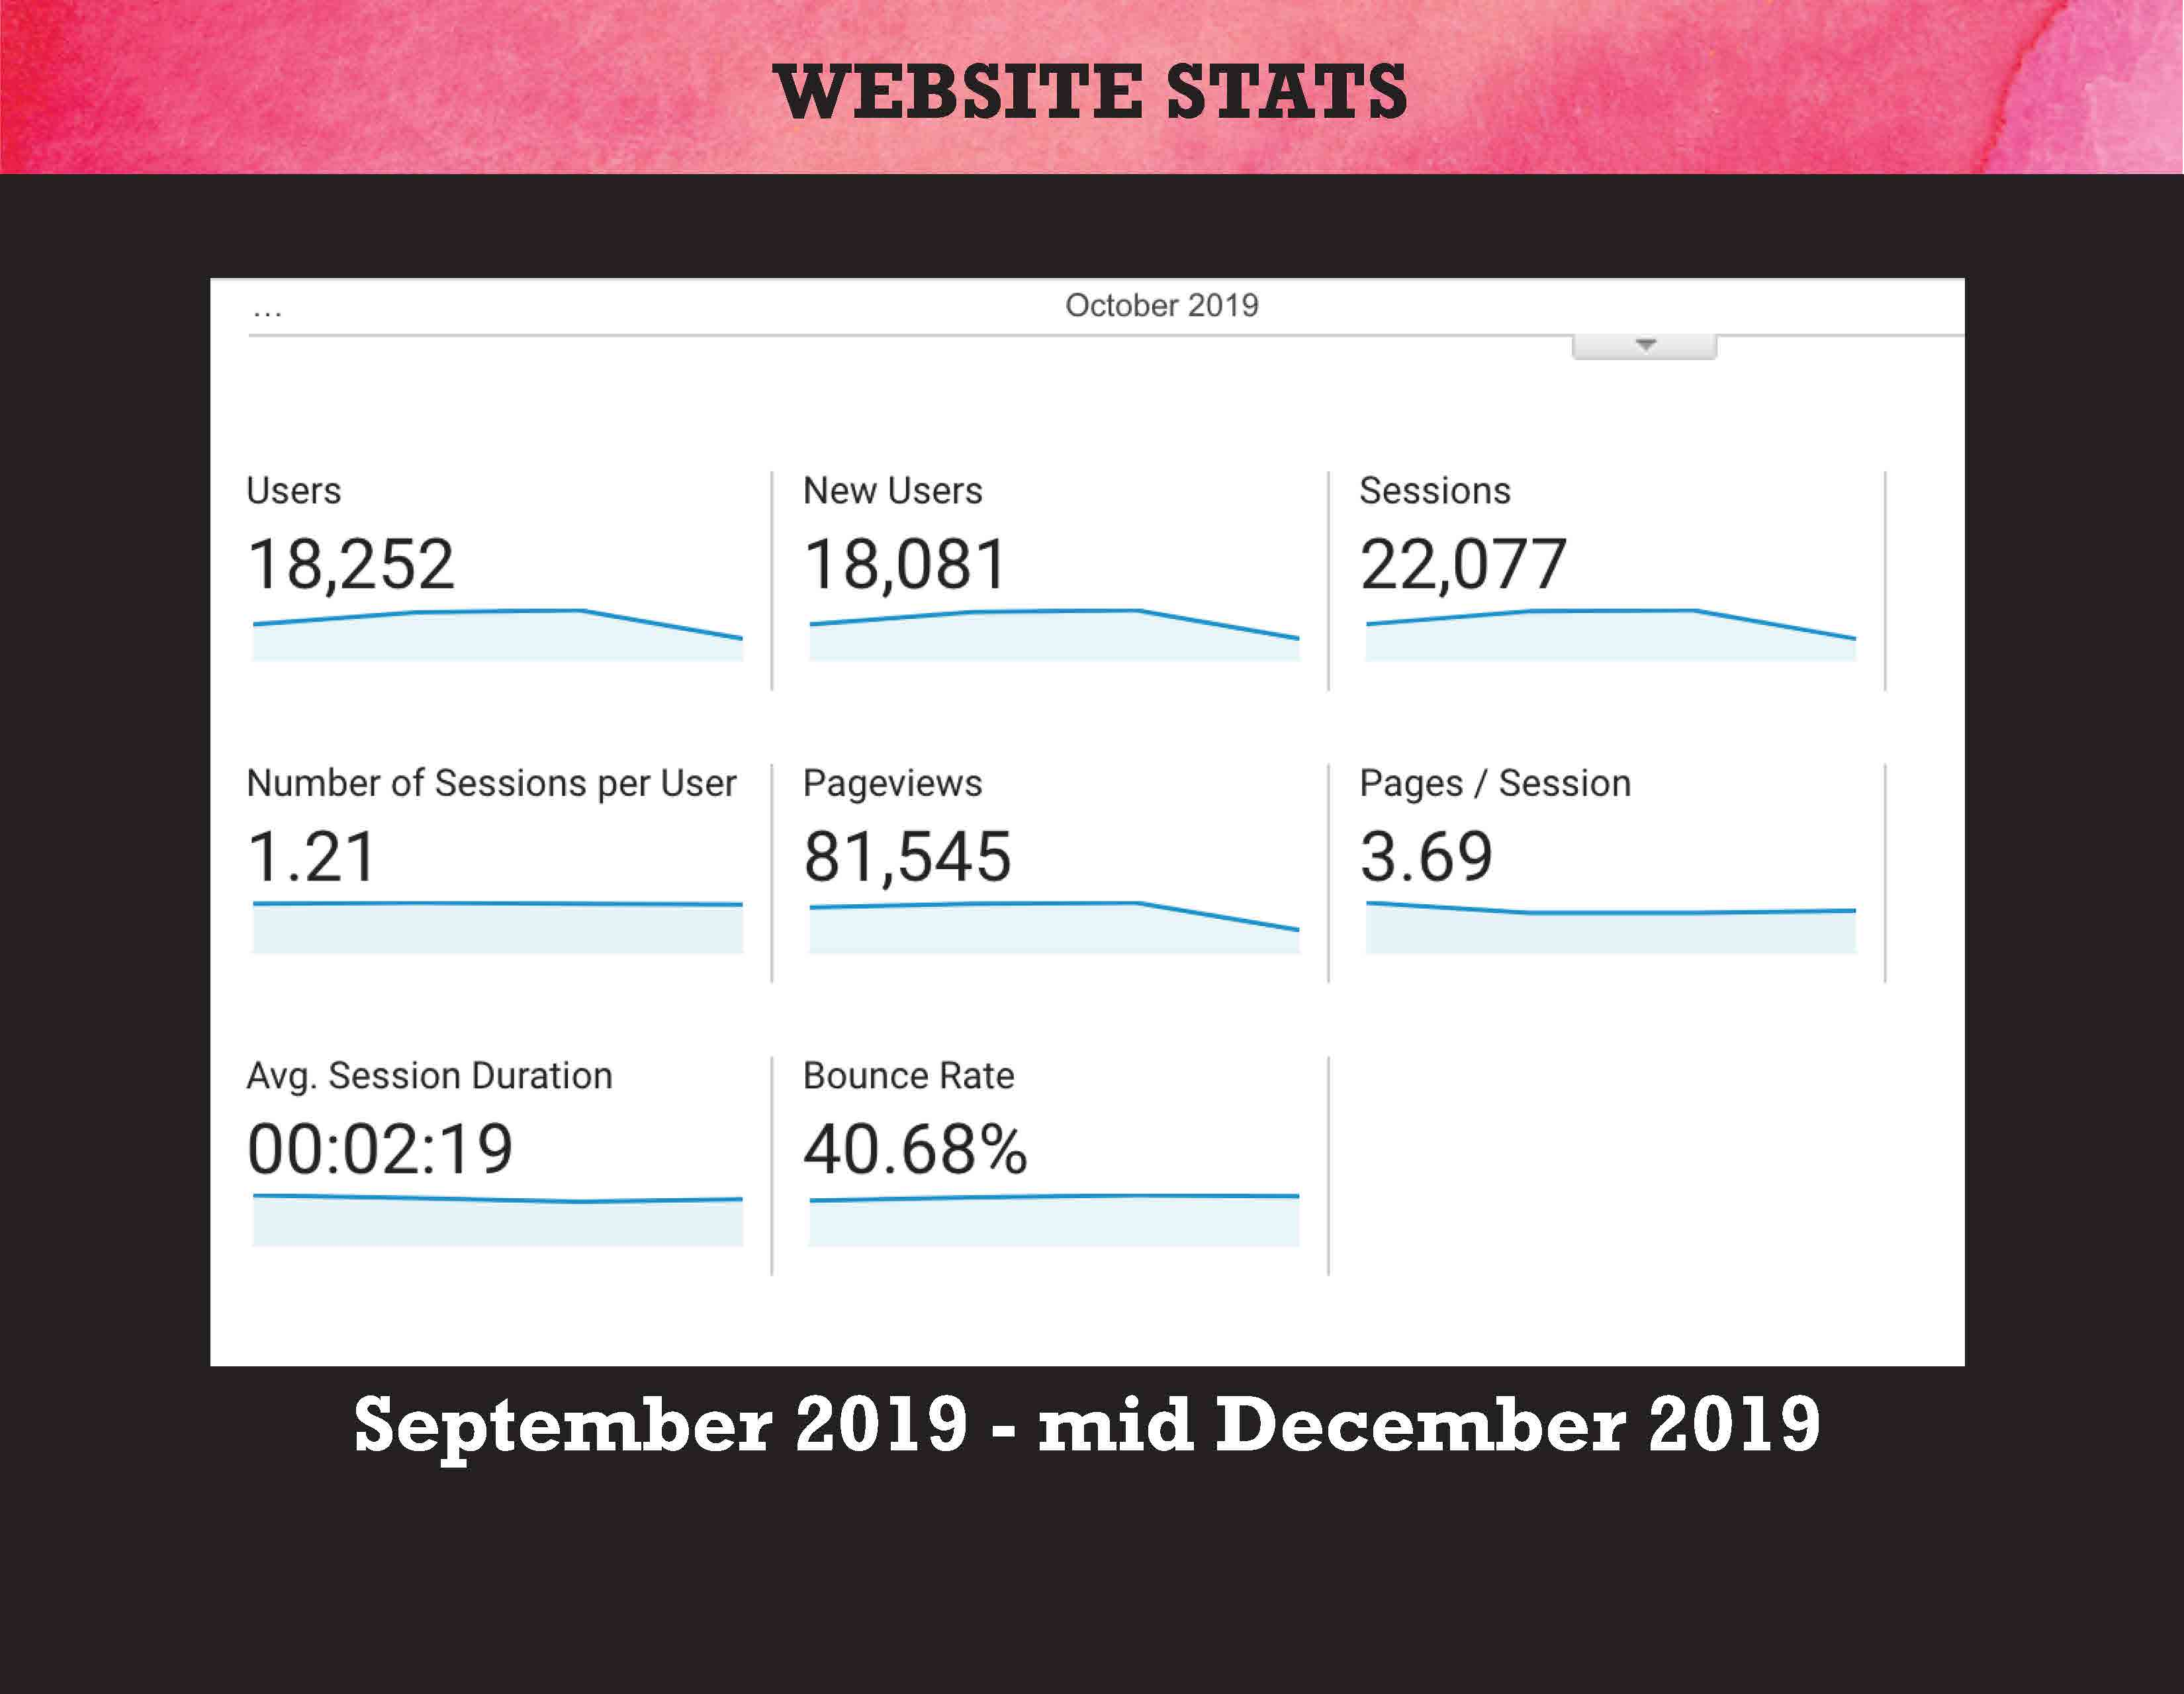 WEBSITE STATS
... October 2019
Users New Users Sessions
18,252 18,081 22,077
Number of Sessions per User Pageviews Pages / Session
1.21 81,545 3.69
Avg. Session Duration Bounce Rate
00:02:19 40.68%
September 2019 - mid December 2019